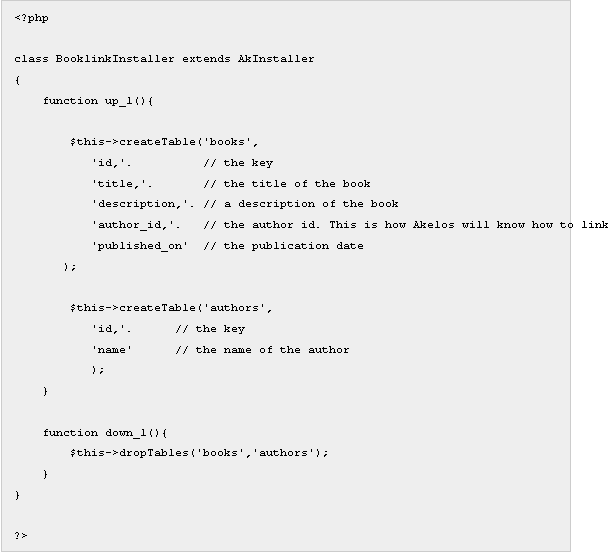 <?php

class BooklinkInstaller extends AkInstaller
{
    function up_1(){

        $this->createTable('books',
           'id,'.          // the key
           'title,'.       // the title of the book
           'description,'. // a description of the book
           'author_id,'.   // the author id. This is how Akelos will know how to link
           'published_on'  // the publication date
       );

        $this->createTable('authors',
           'id,'.      // the key
           'name'      // the name of the author
           );
    }

    function down_1(){
        $this->dropTables('books','authors');
    }
}

?>